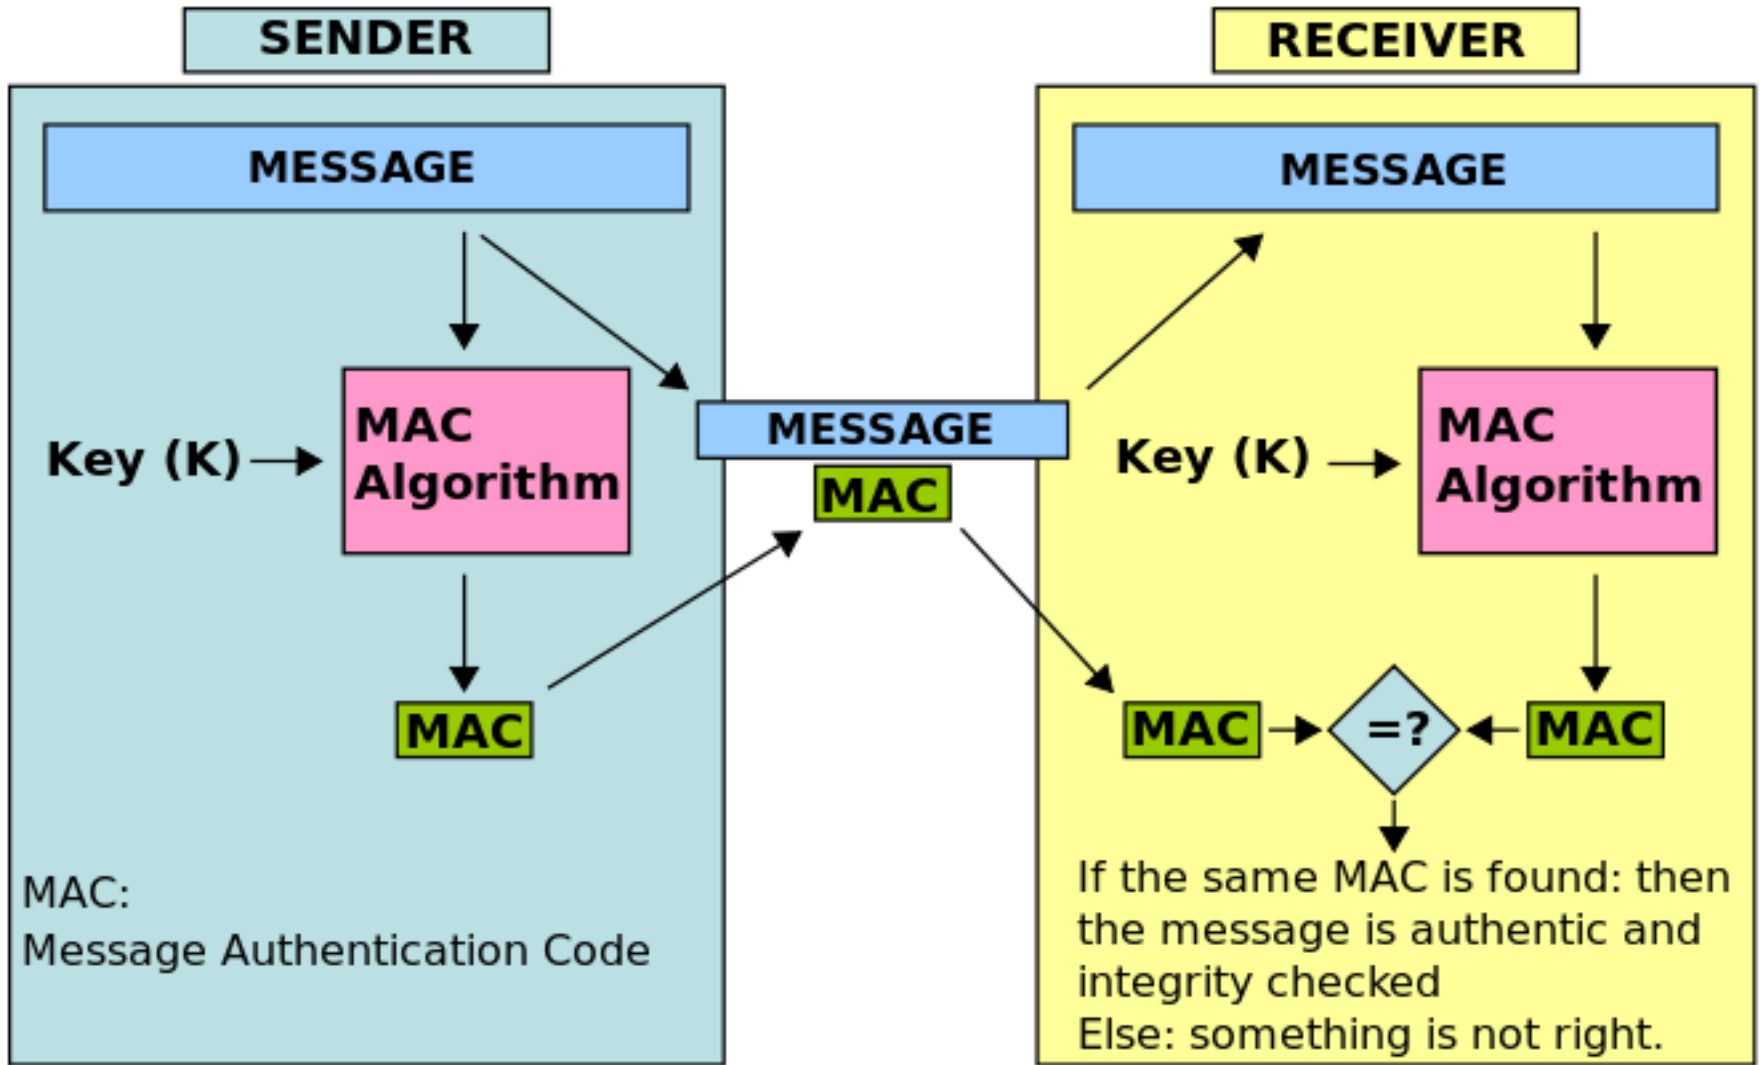 SENDER
MESSAGE
Key (K)
MAC
Algorithm
MAC
MAC:
Message Authentication Code
MESSAGE
MAC
RECEIVER
MESSAGE
Key (K)
MAC
Algorithm
MAC
=?
MAC
If the same MAC is found: then
the message is authentic and
integrity checked
Else: something is not right.